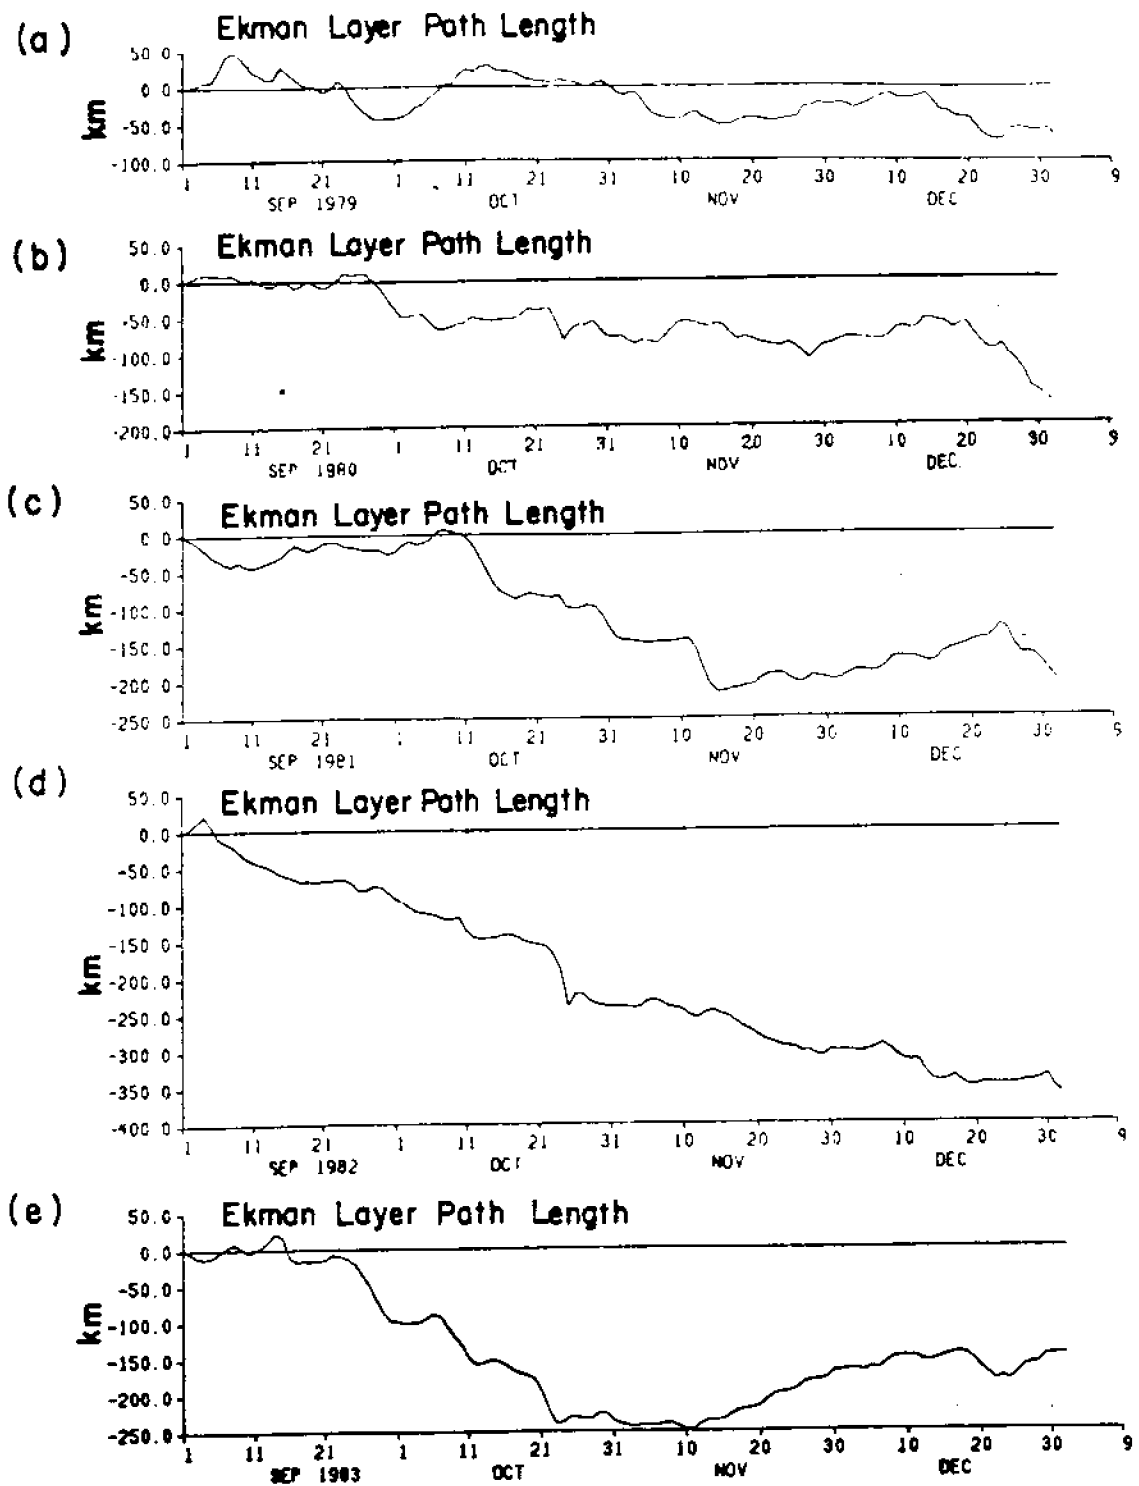 (a) Ekman Layer Path Length
50.0
0.0
-50.0
-100.0
km
1 11 21 1 11 21 31 10 20 30 10 20 30 9
SEP 1979 OCT NOV DEC
(b) Ekman Layer Path Length
50.0
0.0
-50.0
-100.0
-150.0
-200.0
km
1 11 21 1 11 21 31 10 20 30 10 20 30 9
SEP 1980 OCT NOV DEC.
(c) Ekman Layer Path Length
50.0
0.0
-50.0
-100.0
-150.0
-200.0
-250.0
km
1 11 21 1 11 21 31 10 20 30 10 20 30 9
SEP 1981 OCT NOV DEC
(d) Ekman Layer Path Length
50.0
0.0
-50.0
-100.0
-150.0
-200.0
-250.0
-300.0
-350.0
-400.0
km
1 11 21 1 11 21 31 10 20 30 10 20 30 9
SEP 1982 OCT NOV DEC
(e) Ekman Layer Path Length
50.0
0.0
-50.0
-100.0
-150.0
-200.0
-250.0
km
1 11 21 1 11 21 31 10 20 30 10 20 30 9
SEP 1983 OCT NOV DEC